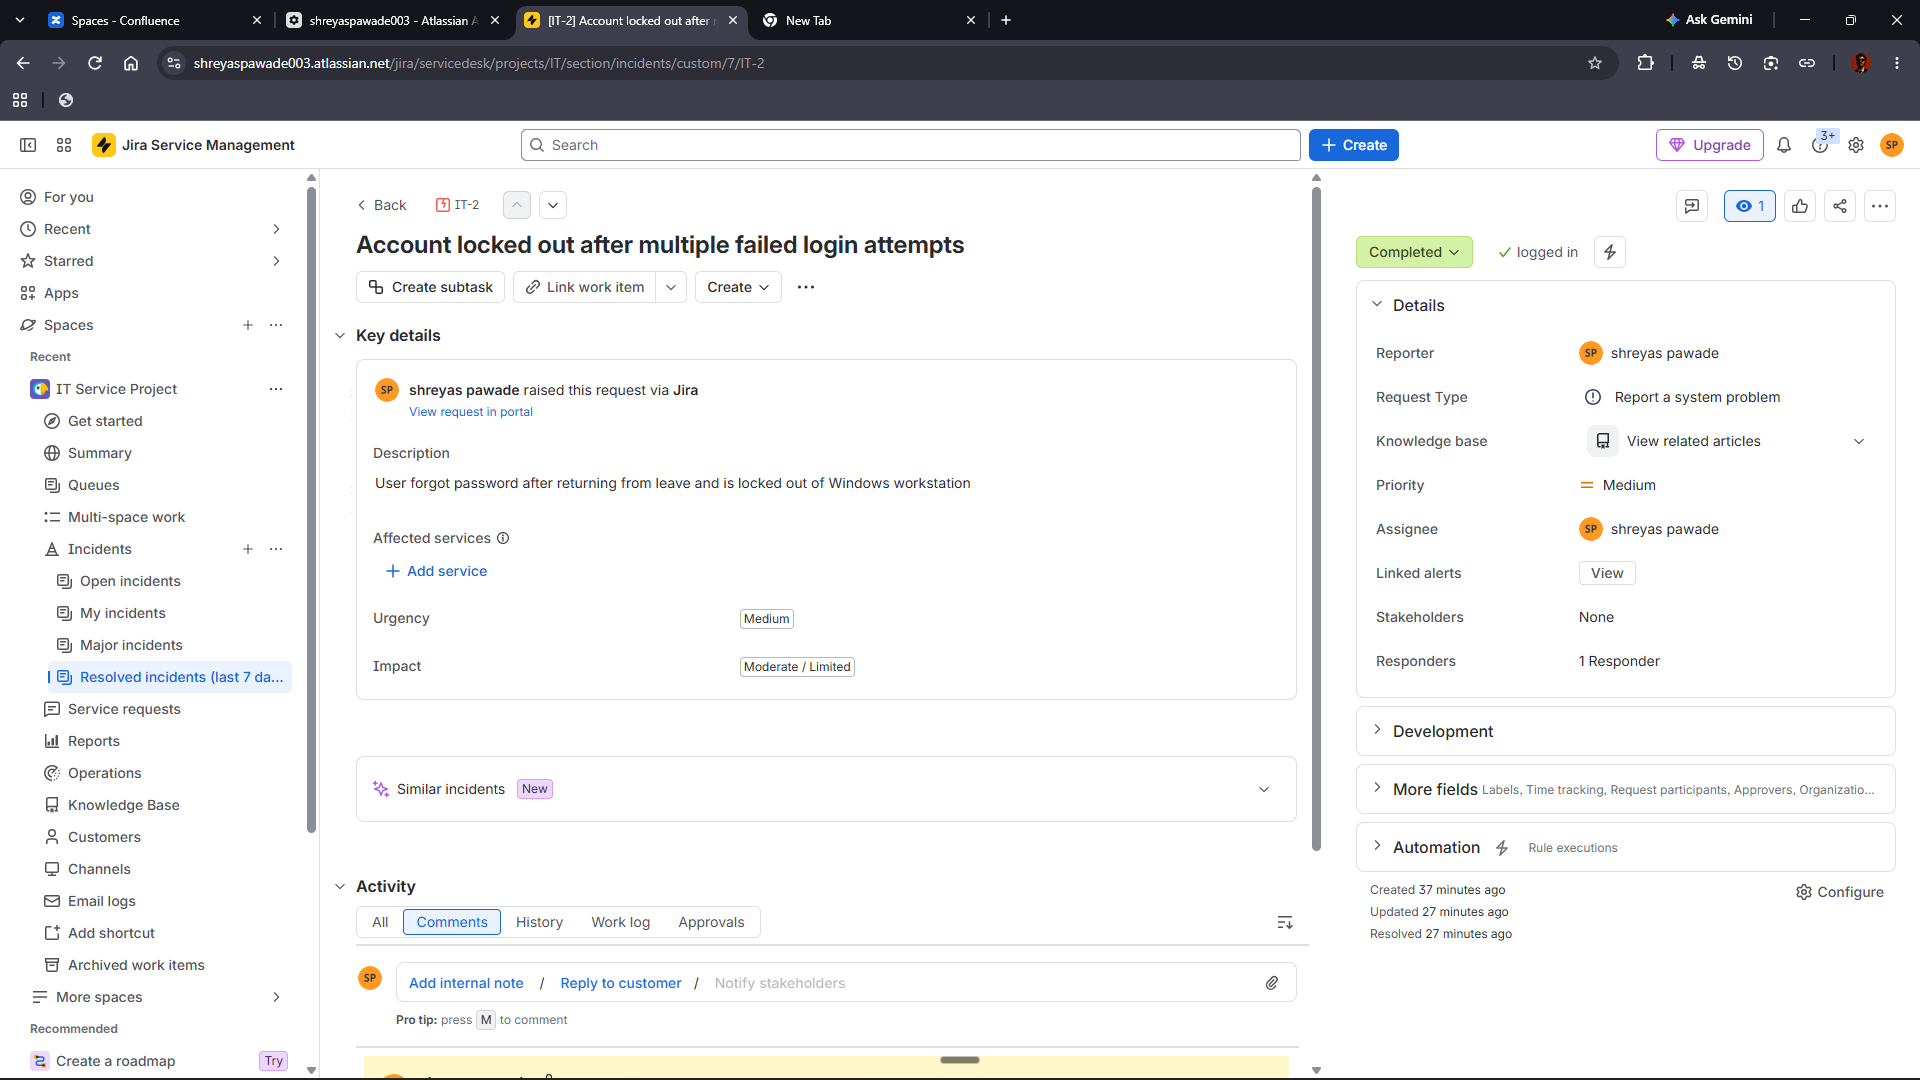 Spaces - Confluence
shreyaspawade003 - Atlassian A
[IT-2] Account locked out after
New Tab
Ask Gemini
shreyaspawade003.atlassian.net/jira/servicedesk/projects/IT/section/incidents/custom/7/IT-2
Jira Service Management
Search
Create
Upgrade
3+
SP
For you
Recent
Starred
Apps
Spaces
Recent
IT Service Project
Get started
Summary
Queues
Multi-space work
Incidents
Open incidents
My incidents
Major incidents
Resolved incidents (last 7 da...
Service requests
Reports
Operations
Knowledge Base
Customers
Channels
Email logs
Add shortcut
Archived work items
More spaces
Recommended
Create a roadmap Try
Back IT-2
Account locked out after multiple failed login attempts
Create subtask Link work item Create
Key details
SP shreyas pawade raised this request via Jira
View request in portal
Description
User forgot password after returning from leave and is locked out of Windows workstation
Affected services
Add service
Urgency Medium
Impact Moderate / Limited
Similar incidents New
Activity
All Comments History Work log Approvals
SP Add internal note / Reply to customer / Notify stakeholders
Pro tip: press M to comment
1
Completed logged in
Details
Reporter SP shreyas pawade
Request Type Report a system problem
Knowledge base View related articles
Priority Medium
Assignee SP shreyas pawade
Linked alerts View
Stakeholders None
Responders 1 Responder
Development
More fields Labels, Time tracking, Request participants, Approvers, Organizatio...
Automation Rule executions
Created 37 minutes ago Configure
Updated 27 minutes ago
Resolved 27 minutes ago